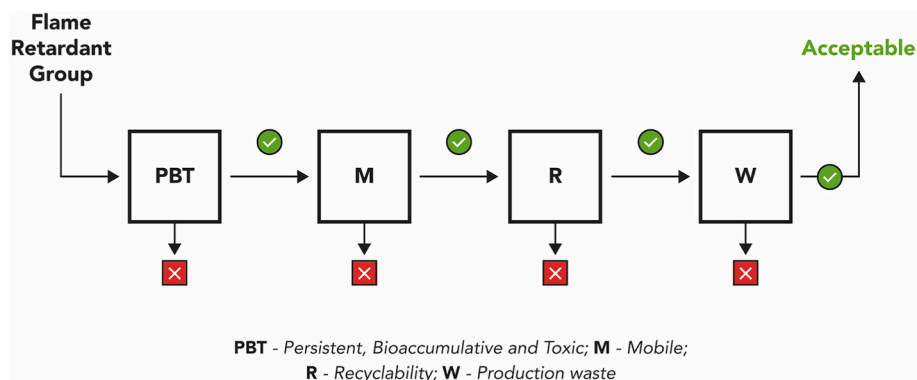 Flame
Retardant
Group
Acceptable
PBT
M
R
W
PBT - Persistent, Bioaccumulative and Toxic; M - Mobile;
R - Recyclability; W - Production waste